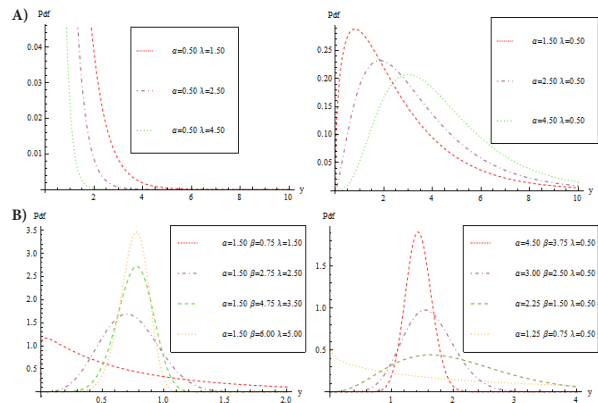 A)
Pdf
0.04
0.03
0.02
0.01
2 4 6 8 10 y
α=0.50 λ=1.50
α=0.50 λ=2.50
α=0.50 λ=4.50
Pdf
0.25
0.20
0.15
0.10
0.05
2 4 6 8 10 y
α=1.50 λ=0.50
α=2.50 λ=0.50
α=4.50 λ=0.50
B)
Pdf
3.5
3.0
2.5
2.0
1.5
1.0
0.5
0.5 1.0 1.5 2.0 y
α=1.50 β=0.75 λ=1.50
α=1.50 β=2.75 λ=2.50
α=1.50 β=4.75 λ=3.50
α=1.50 β=6.00 λ=5.00
Pdf
1.5
1.0
0.5
1 2 3 4 y
α=4.50 β=3.75 λ=0.50
α=3.00 β=2.50 λ=0.50
α=2.25 β=1.50 λ=0.50
α=1.25 β=0.75 λ=0.50